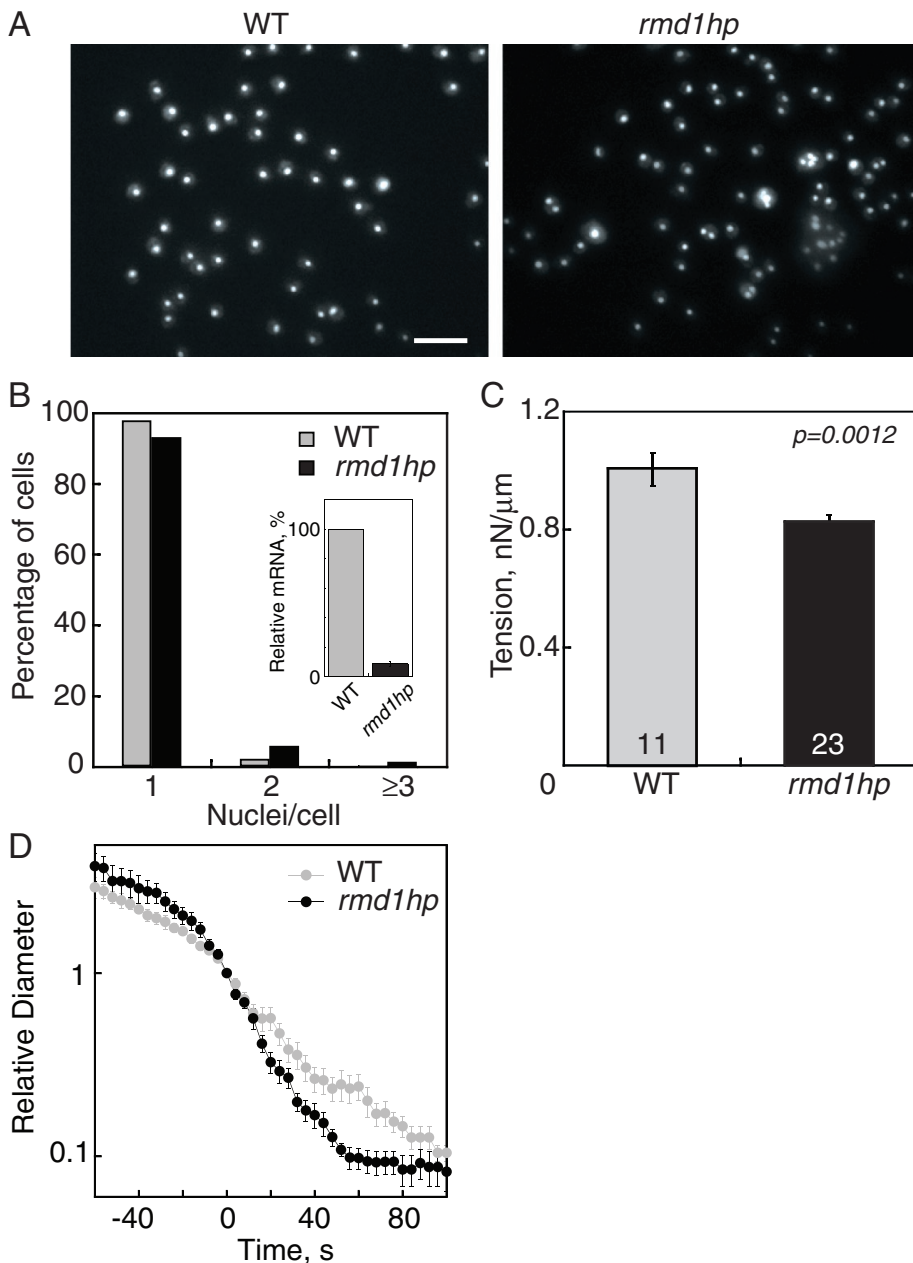 A
WT
rmd1hp
B
100
80
60
40
20
0
Percentage of cells
WT
rmd1hp
Relative mRNA, %
100
0
WT
rmd1hp
1
2
≥3
Nuclei/cell
C
1.2
0.8
0.4
0
Tension, nN/μm
p=0.0012
11
23
WT
rmd1hp
D
WT
rmd1hp
Relative Diameter
1
0.1
-40
0
40
80
Time, s